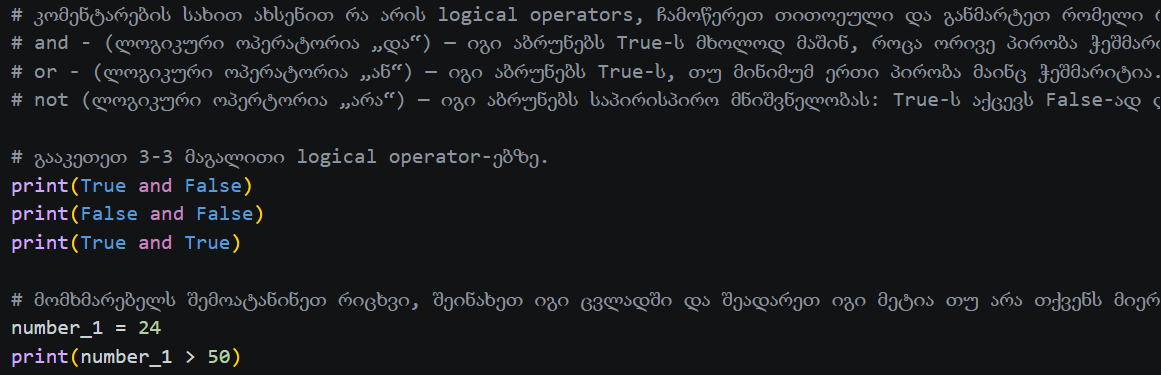 # კომენტარების სახით ახსენით რა არის logical operators, ჩამოწერეთ თითოეული და განმარტეთ რომელი
# and - (ლოგიკური ოპერატორია „და“) — იგი აბრუნებს True-ს მხოლოდ მაშინ, როცა ორივე პირობა
# or - (ლოგიკური ოპერატორია „ან“) — იგი აბრუნებს True-ს, თუ მინიმუმ ერთი პირობა მაინც ჭეშმარიტია.
# not (ლოგიკური ოპერტორია „არა“) — იგი აბრუნებს საპირისპირო მნიშვნელობას: True-ს აქცევს False-ად
# გააკეთეთ 3-3 მაგალითი logical operator-ებზე.
print(True and False)
print(False and False)
print(True and True)
# მომხმარებელს შემოატანინეთ რიცხვი, შეინახეთ იგი ცვლადში და შეადარეთ იგი მეტია თუ არა თქვენს მიერ
number_1 = 24
print(number_1 > 50)